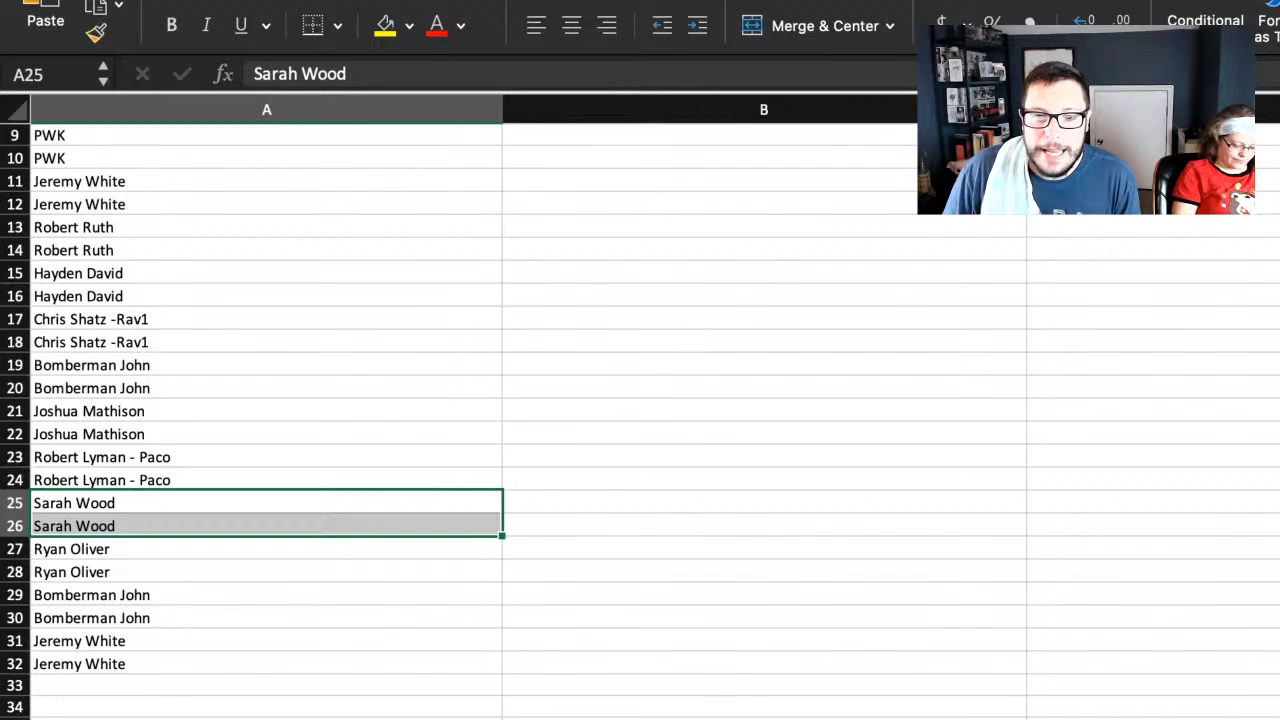 Paste
B I U
Merge & Center
Conditional
as T
A25
fx
Sarah Wood
A B
9 PWK
10 PWK
11 Jeremy White
12 Jeremy White
13 Robert Ruth
14 Robert Ruth
15 Hayden David
16 Hayden David
17 Chris Shatz -Rav1
18 Chris Shatz -Rav1
19 Bomberman John
20 Bomberman John
21 Joshua Mathison
22 Joshua Mathison
23 Robert Lyman - Paco
24 Robert Lyman - Paco
25 Sarah Wood
26 Sarah Wood
27 Ryan Oliver
28 Ryan Oliver
29 Bomberman John
30 Bomberman John
31 Jeremy White
32 Jeremy White
33
34